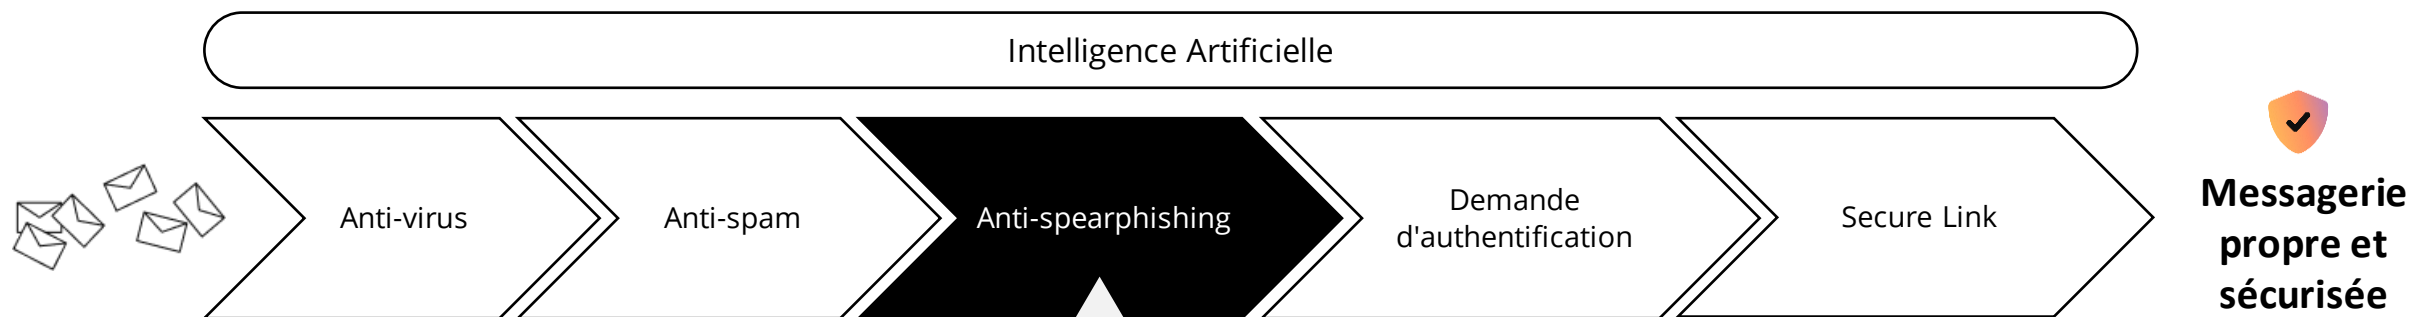 Intelligence Artificielle
Anti-virus
Anti-spam
Anti-spearphishing
Demande
d'authentification
Secure Link
Messagerie
propre et
sécurisée